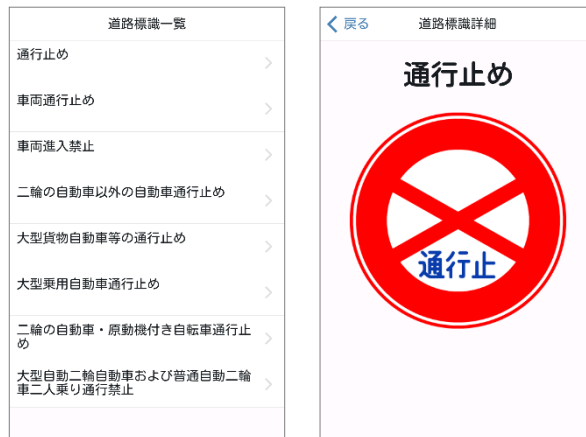 道路標識一覧
通行止め
車両通行止め
車両進入禁止
二輪の自動車以外の自動車通行止め
大型貨物自動車等の通行止め
大型乗用自動車通行止め
二輪の自動車・原動機付き自転車通行止
め
大型自動二輪自動車および普通自動二輪
車二人乗り通行禁止
戻る
道路標識詳細
通行止め
通行止